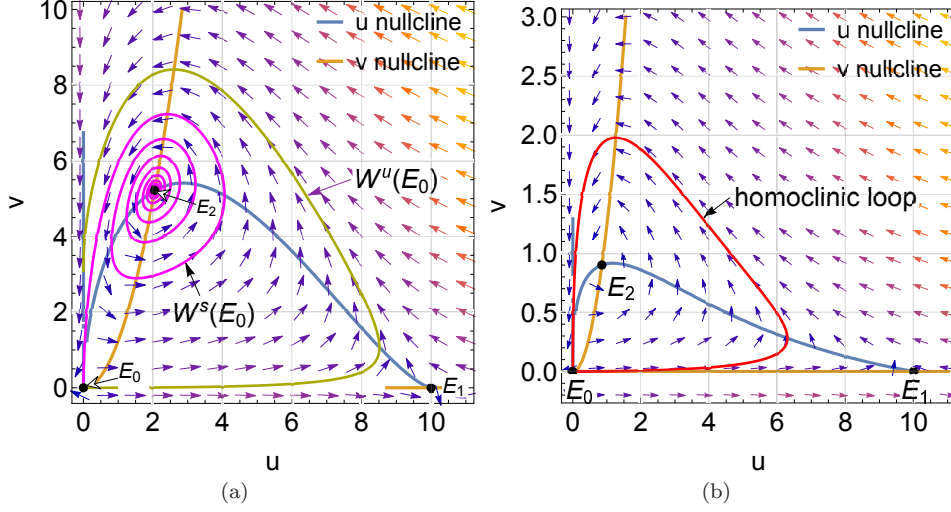 u nullcline
v nullcline
10
8
6
4
2
0
v
W^u(E_0)
E_2
W^s(E_0)
E_0
E_1
0 2 4 6 8 10
u
(a)
u nullcline
v nullcline
3.0
2.5
2.0
1.5
1.0
0.5
0.0
v
homoclinic loop
E_2
E_0
E_1
0 2 4 6 8 10
u
(b)